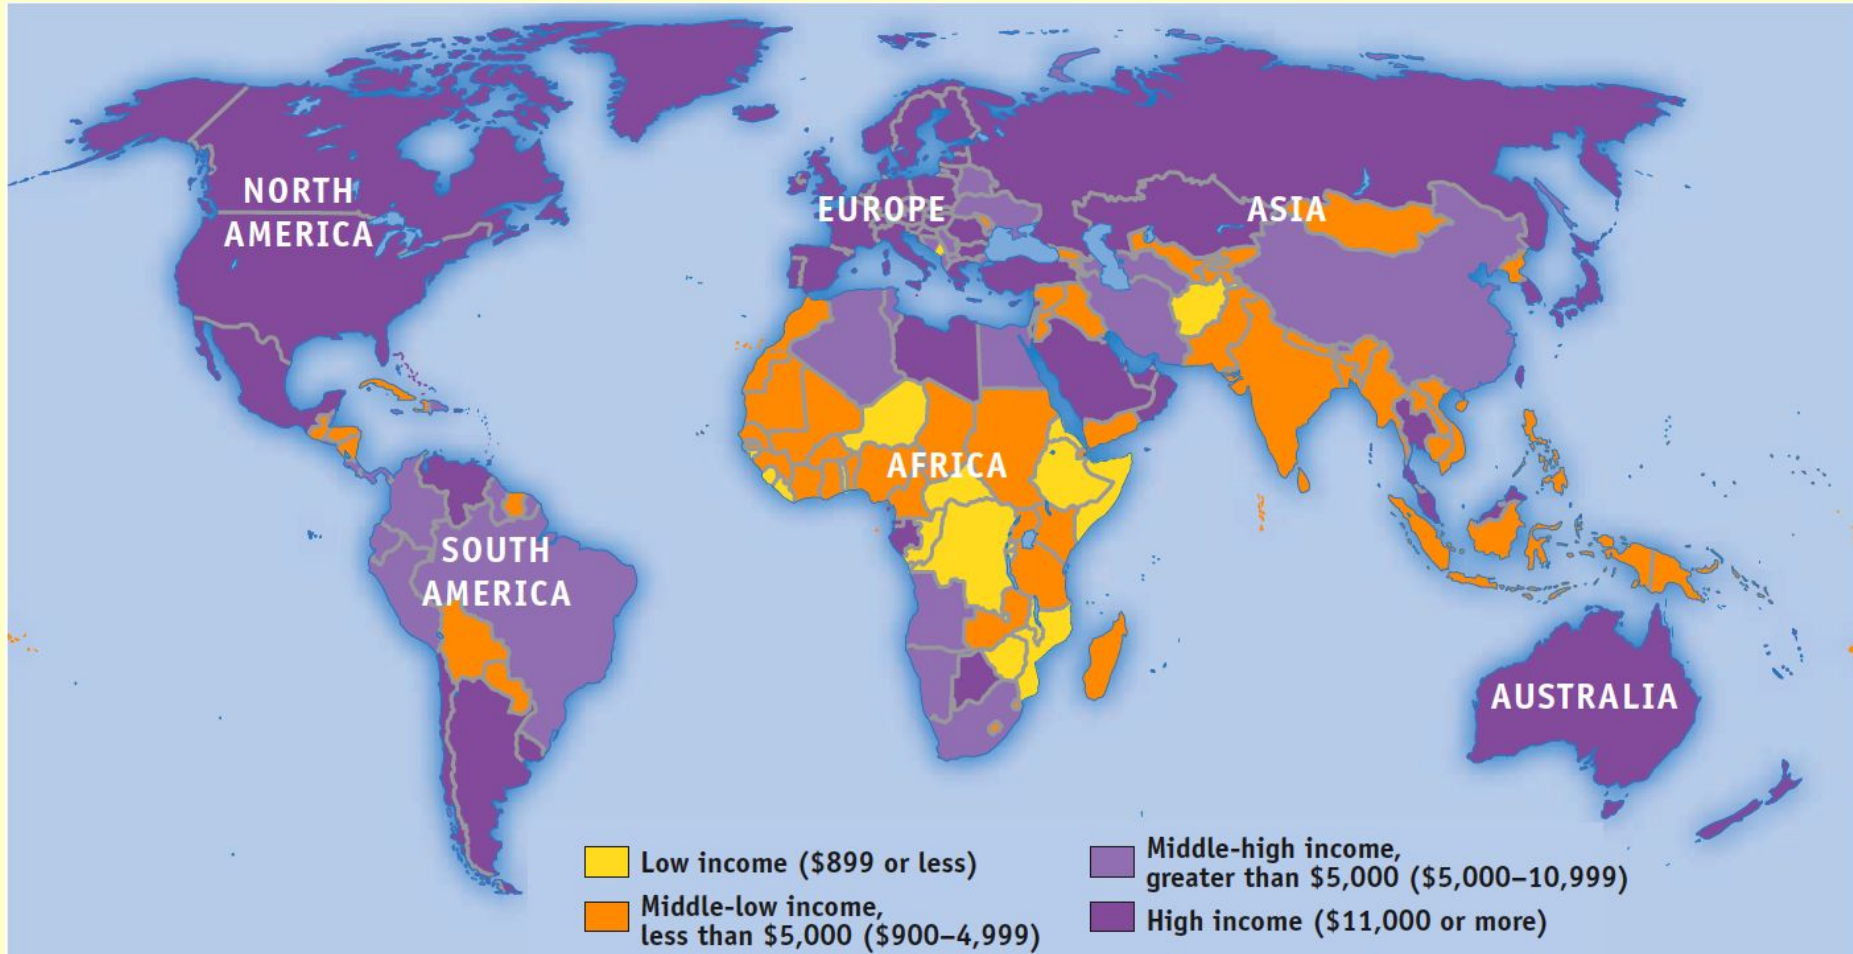 NORTH
AMERICA
EUROPE
ASIA
AFRICA
SOUTH
AMERICA
AUSTRALIA
Low income ($899 or less)
Middle-low income,
less than $5,000 ($900–4,999)
Middle-high income,
greater than $5,000 ($5,000–10,999)
High income ($11,000 or more)